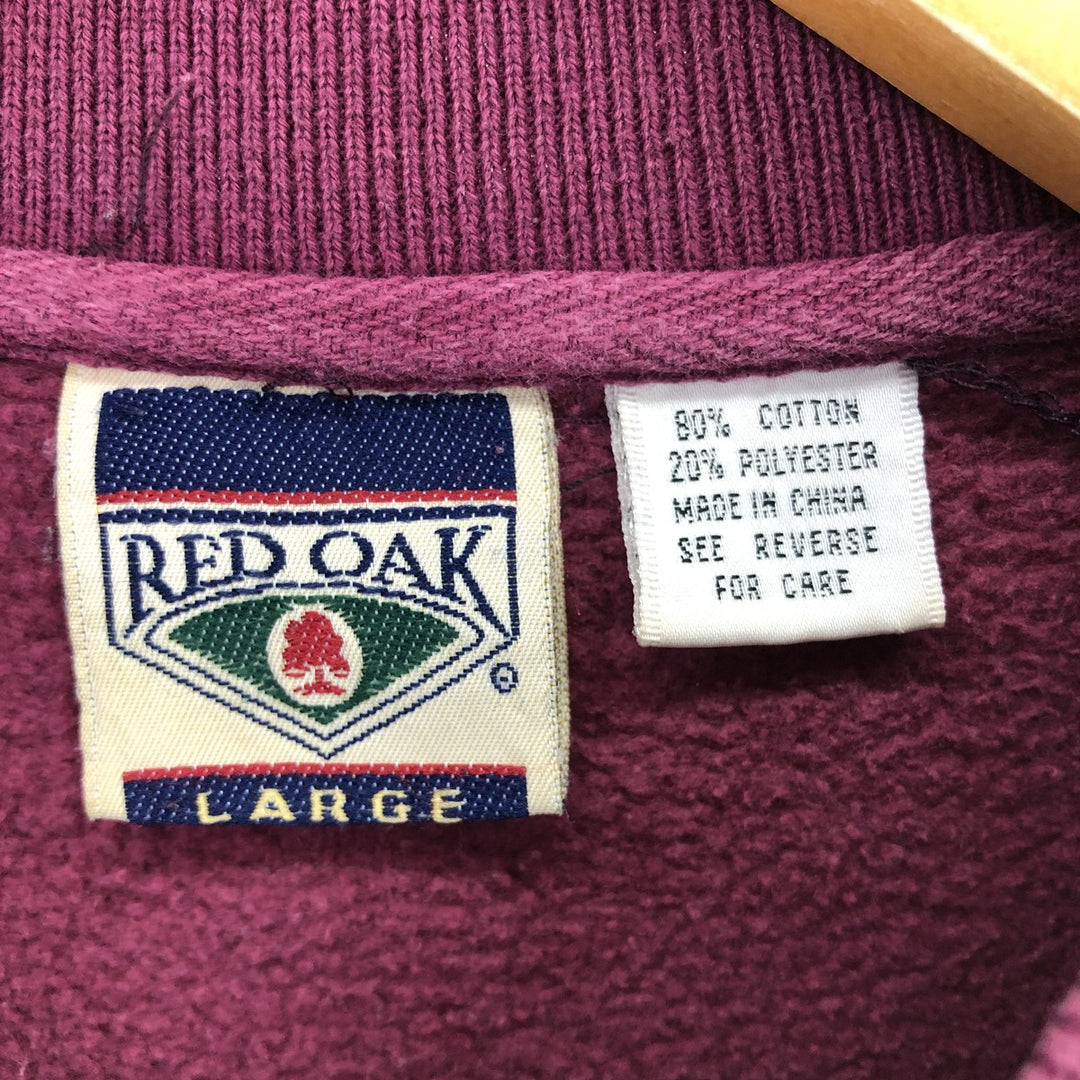 RED OAK
®
LARGE
80% COTTON
20% POLYESTER
MADE IN CHINA
SEE REVERSE
FOR CARE